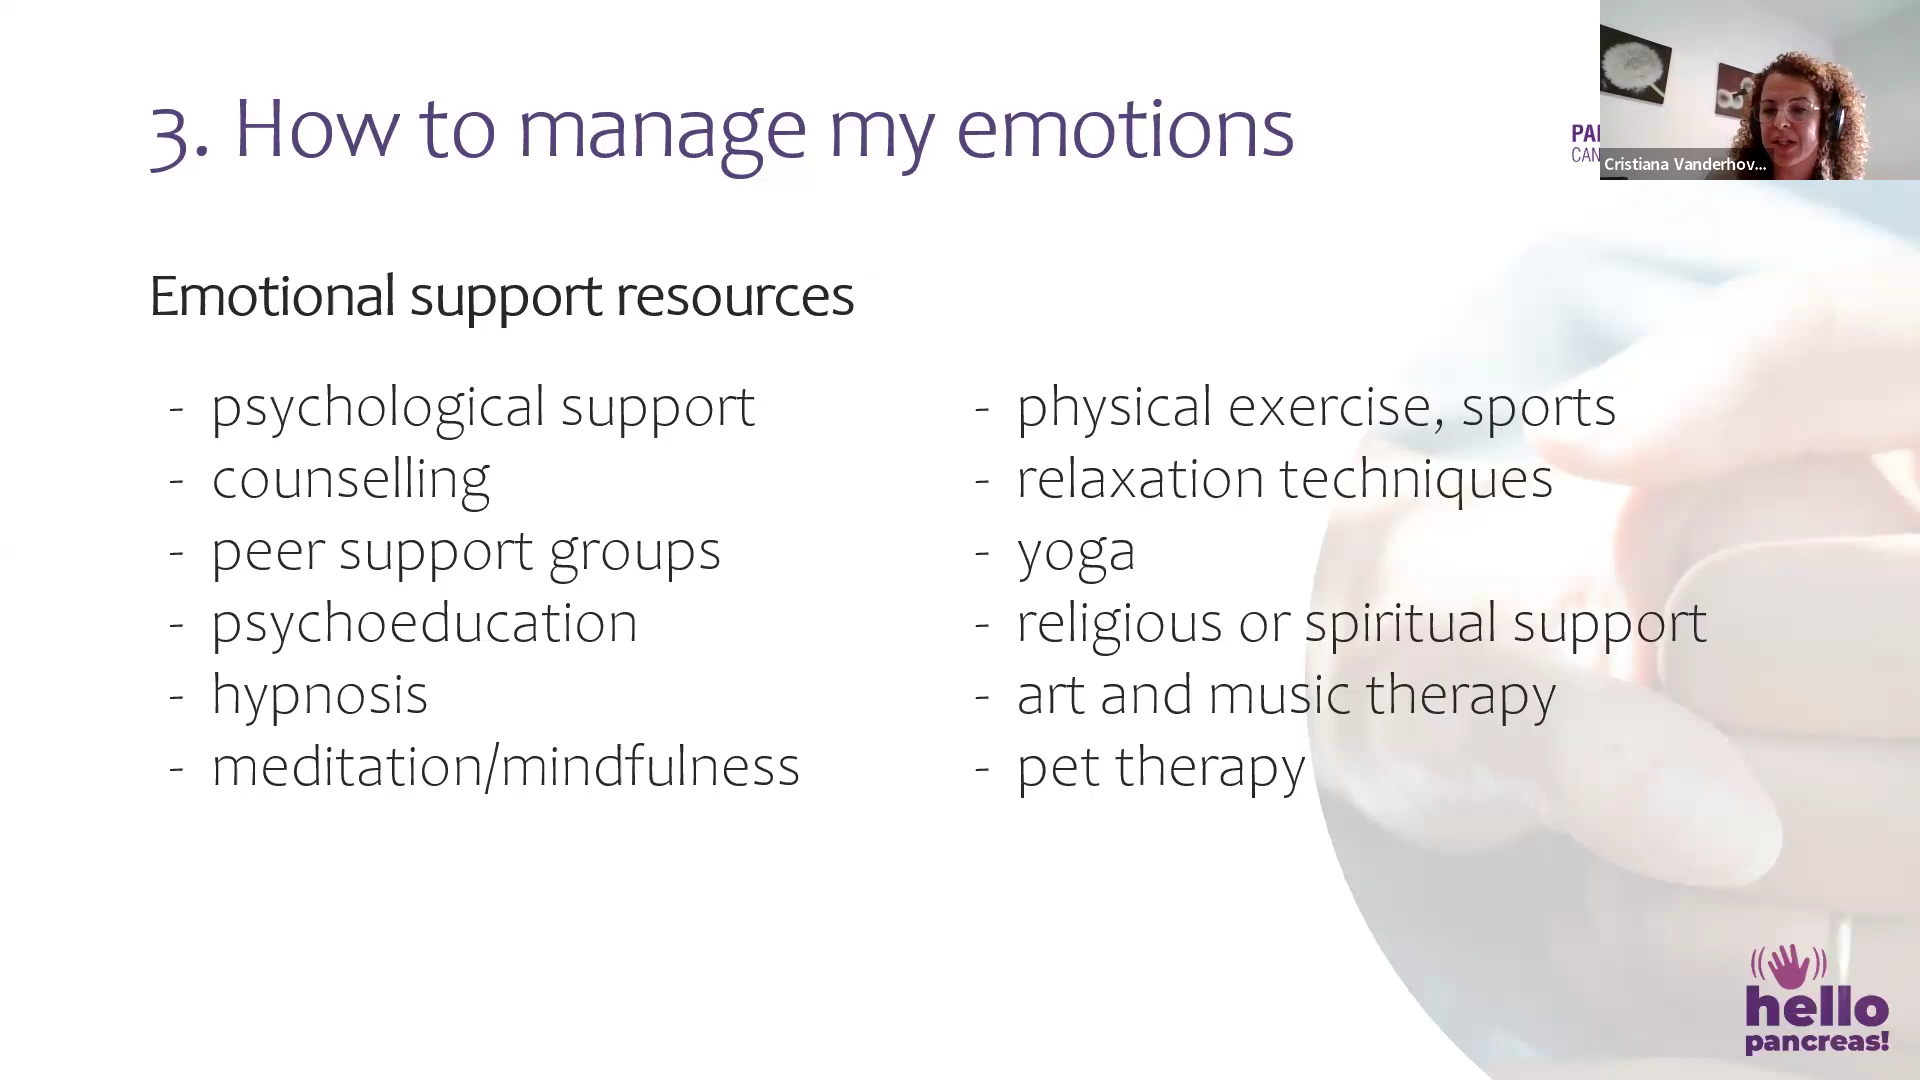 3. How to manage my emotions
Cristiana Vanderhov...
Emotional support resources
- psychological support
- counselling
- peer support groups
- psychoeducation
- hypnosis
- meditation/mindfulness
- physical exercise, sports
- relaxation techniques
- yoga
- religious or spiritual support
- art and music therapy
- pet therapy
hello
pancreas!